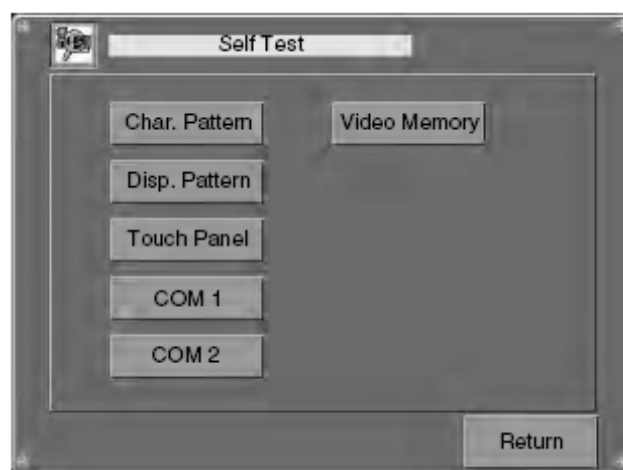 Self Test
Char. Pattern
Video Memory
Disp. Pattern
Touch Panel
COM 1
COM 2
Return